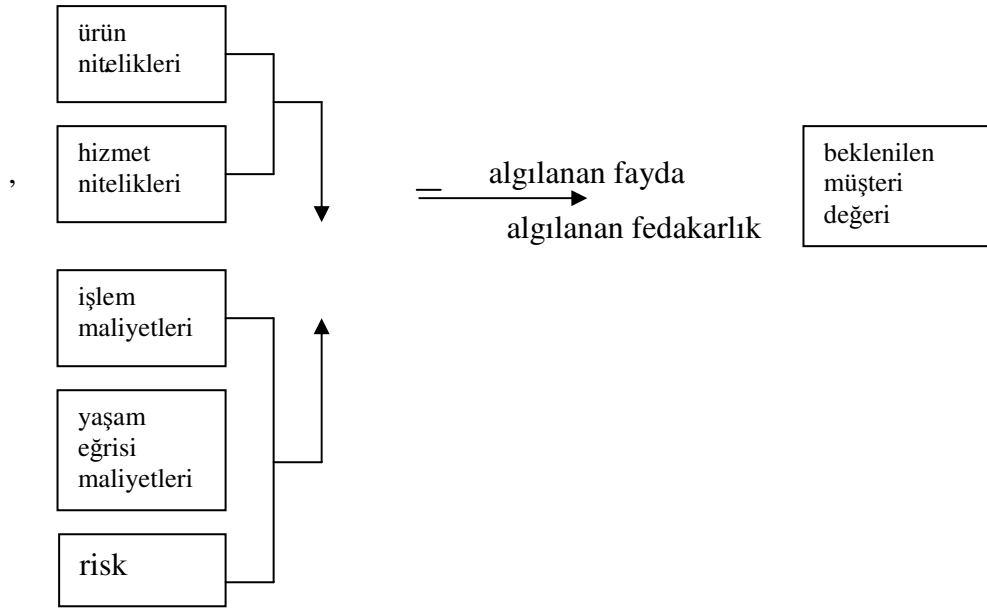 ürün
nitelikleri
hizmet
nitelikleri
,
işlem
maliyetleri
yaşam
eğrisi
maliyetleri
risk
algılanan fayda
algılanan fedakarlık
beklenilen
müşteri
değeri